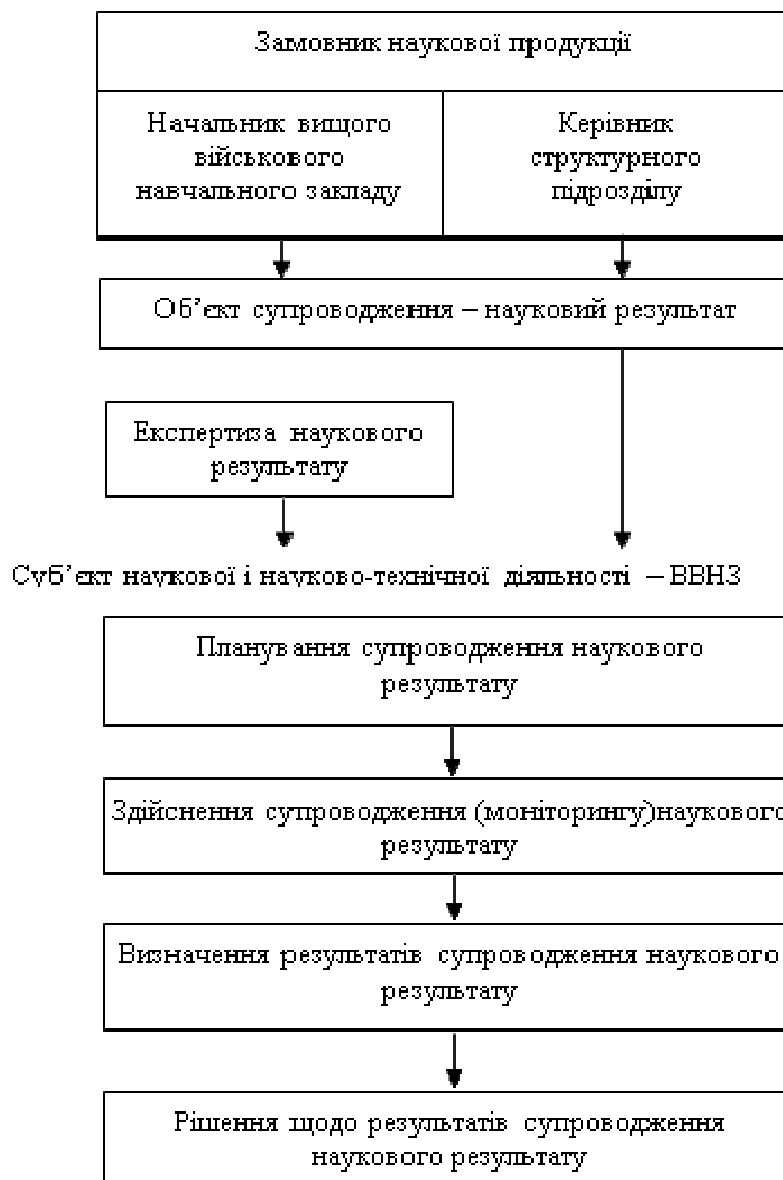 Замовник наукової продукції
Начальник вищого
військового
навчального закладу
Керівник
структурного
підрозділу
Об’єкт супроводження – науковий результат
Експертиза наукового
результату
Суб’єкт наукової і науково-технічної діяльності – ВВНЗ
Планування супроводження наукового
результату
Здійснення супроводження (моніторингу)наукового
результату
Визначення результатів супроводження наукового
результату
Рішення щодо результатів супроводження
наукового результату